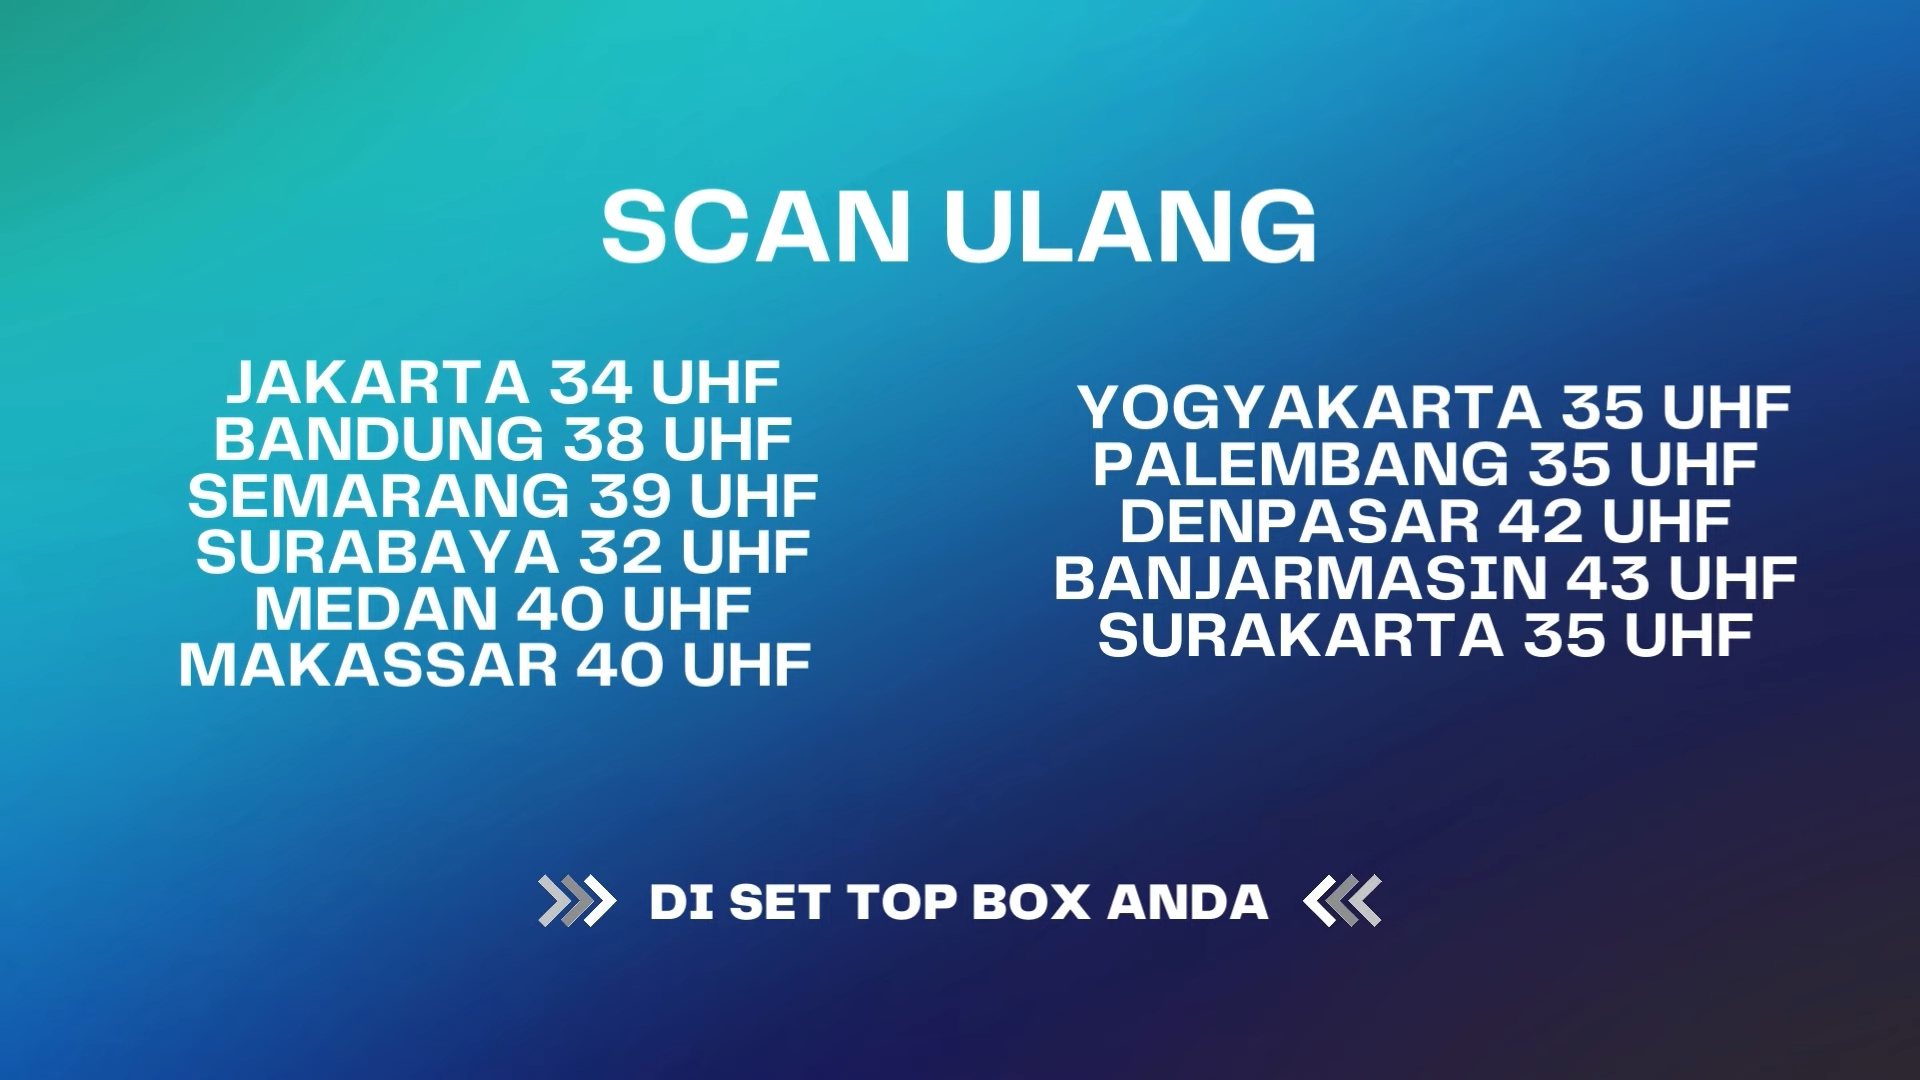 SCAN ULANG
JAKARTA 34 UHF
BANDUNG 38 UHF
SEMARANG 39 UHF
SURABAYA 32 UHF
MEDAN 40 UHF
MAKASSAR 40 UHF
YOGYAKARTA 35 UHF
PALEMBANG 35 UHF
DENPASAR 42 UHF
BANJARMASIN 43 UHF
SURAKARTA 35 UHF
DI SET TOP BOX ANDA